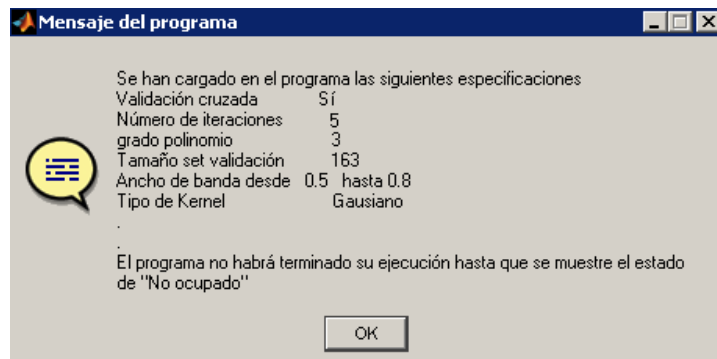 Mensaje del programa
Se han cargado en el programa las siguientes especificaciones
Validación cruzada Sí
Número de iteraciones 5
grado polinomio 3
Tamaño set validación 163
Ancho de banda desde 0.5 hasta 0.8
Tipo de Kernel Gausiano
.
.
El programa no habrá terminado su ejecución hasta que se muestre el estado
de "No ocupado"
OK